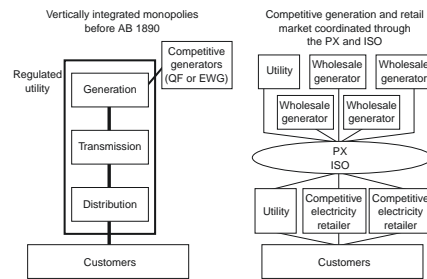 Vertically integrated monopolies
before AB 1890
Regulated
utility
Competitive
generators
(QF or EWG)
Generation
Transmission
Distribution
Customers
Competitive generation and retail
market coordinated through
the PX and ISO
Utility
Wholesale
generator
Wholesale
generator
Wholesale
generator
Wholesale
generator
PX
ISO
Utility
Competitive
electricity
retailer
Competitive
electricity
retailer
Customers